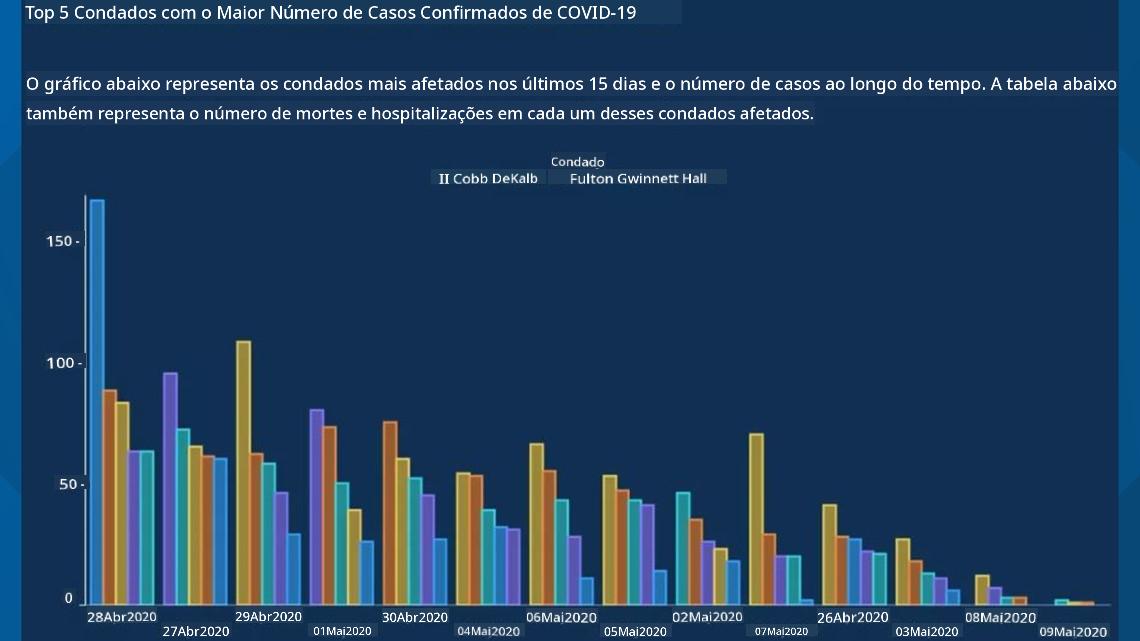 Top 5 Condados com o Maior Número de Casos Confirmados de COVID-19
O gráfico abaixo representa os condados mais afetados nos últimos 15 dias e o número de casos ao longo do tempo. A tabela abaixo
também representa o número de mortes e hospitalizações em cada um desses condados afetados.
Condado
II Cobb DeKalb Fulton Gwinnett Hall
150 -
100 -
50 -
0
28Abr2020 29Abr2020 30Abr2020 06Mai2020 02Mai2020 26Abr2020 08Mai2020
27Abr2020 01Mai2020 04Mai2020 05Mai2020 07Mai2020 03Mai2020 09Mai2020